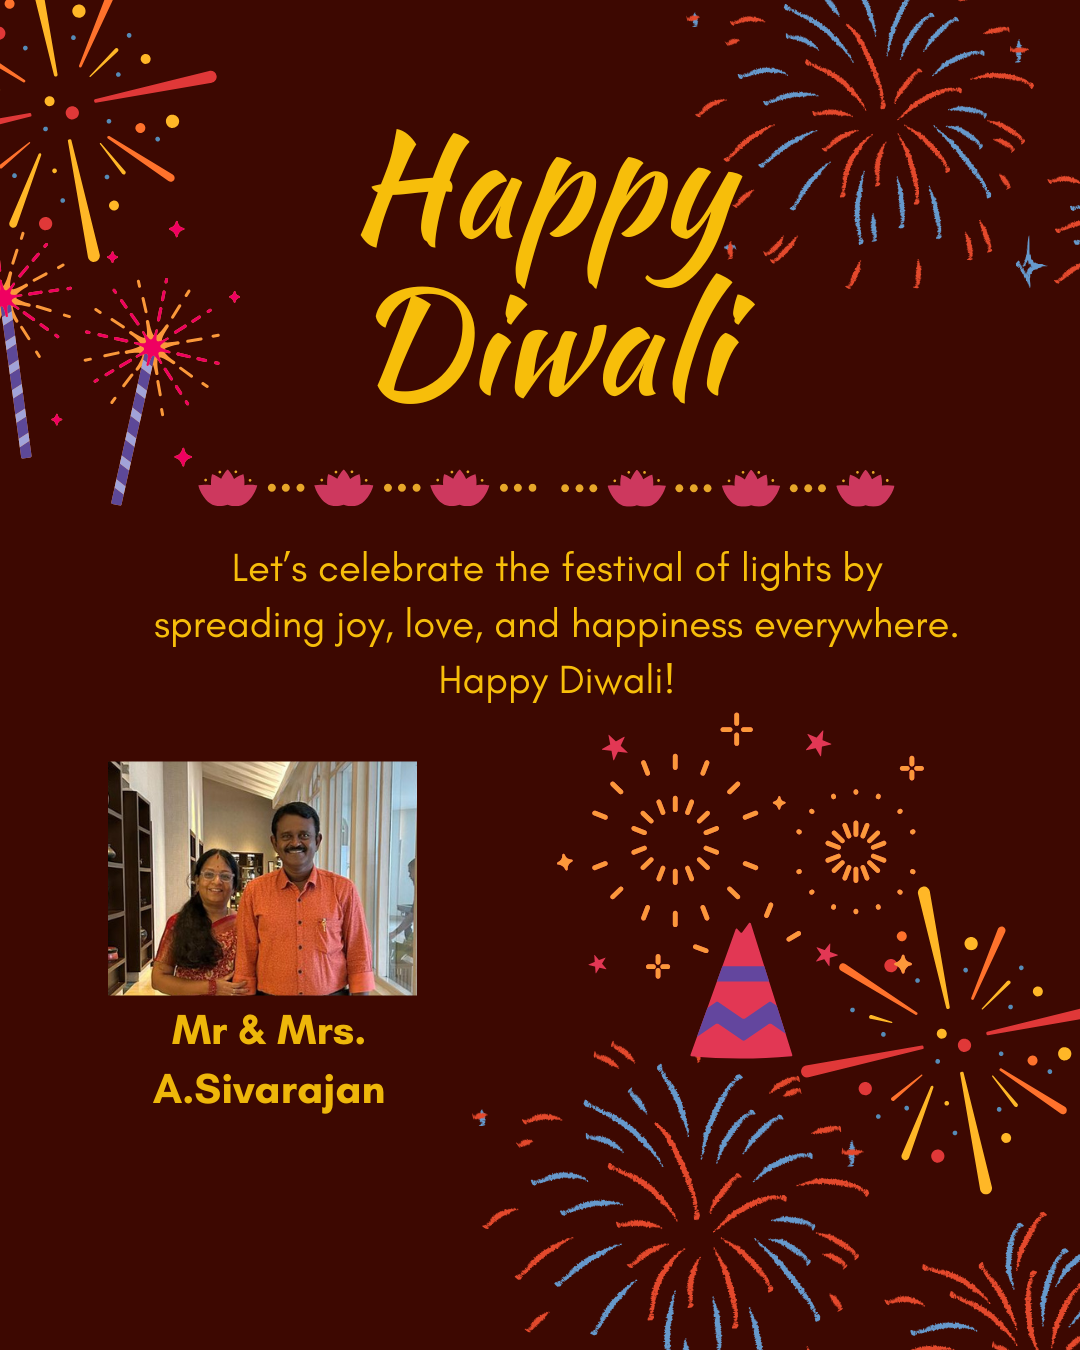 Happy
Diwali
Let’s celebrate the festival of lights by
spreading joy, love, and happiness everywhere.
Happy Diwali!
Mr & Mrs.
A.Sivarajan